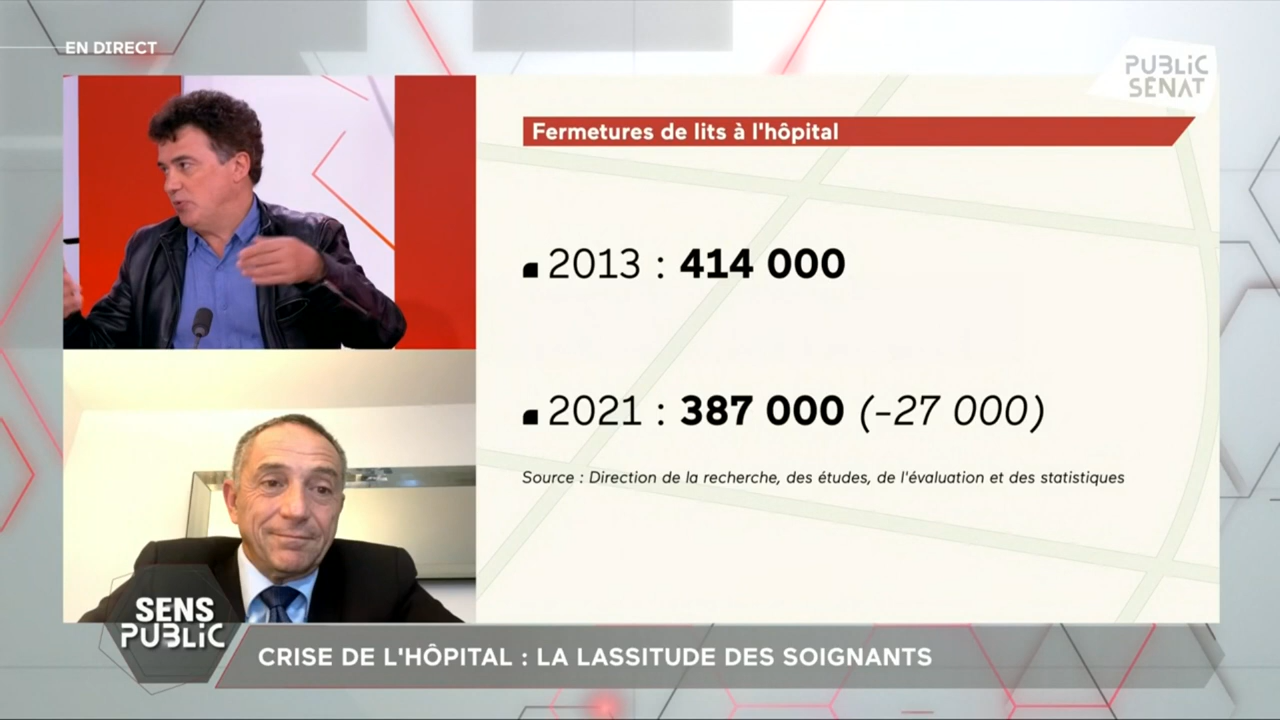 EN DIRECT
PUBLIC
SÉNAT
Fermetures de lits à l'hôpital
2013 : 414 000
2021 : 387 000 (-27 000)
Source : Direction de la recherche, des études, de l'évaluation et des statistiques
SENS
PUBLIC
CRISE DE L'HÔPITAL : LA LASSITUDE DES SOIGNANTS